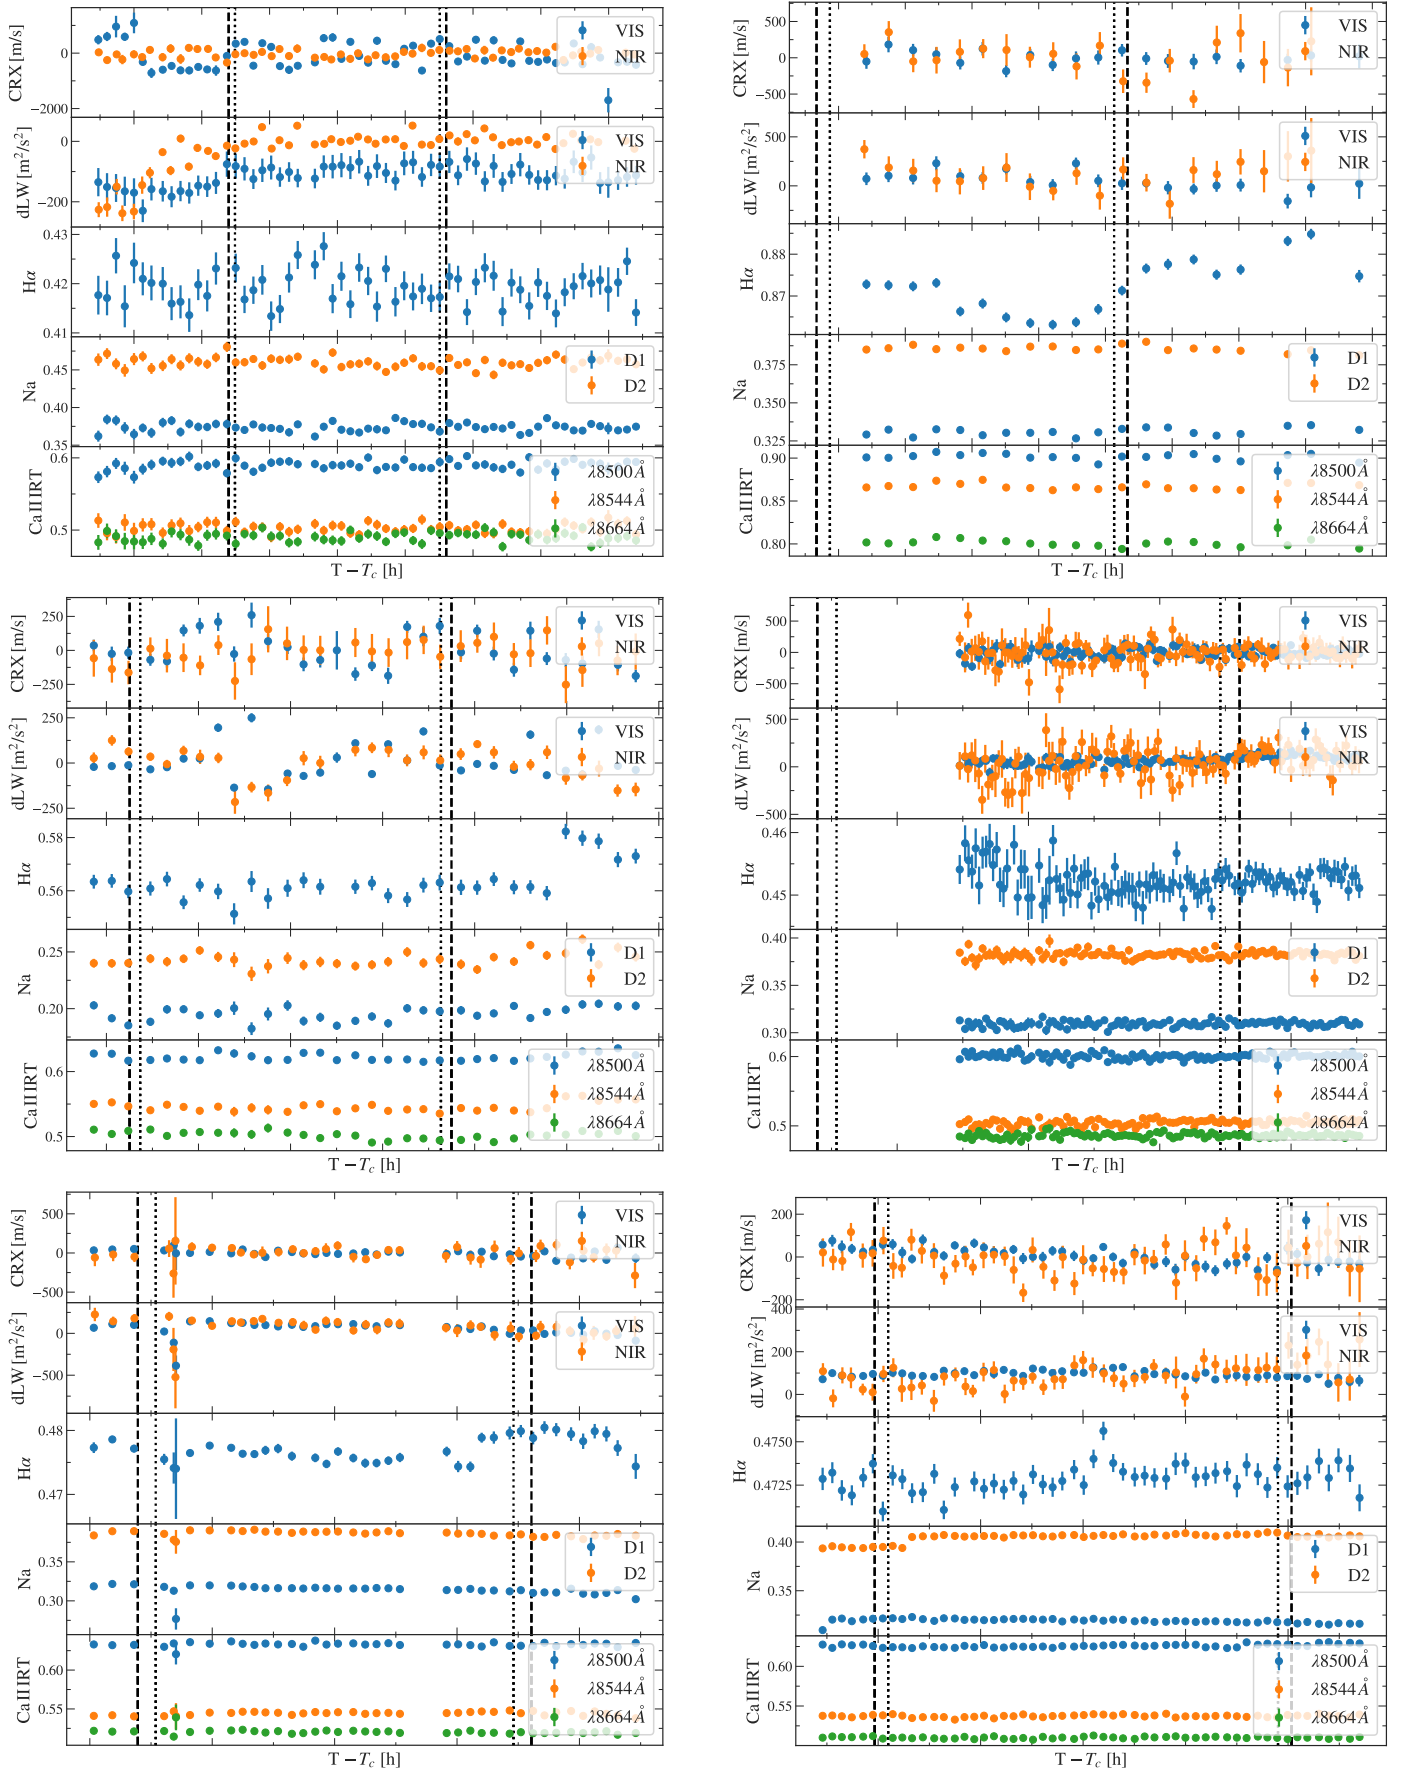 CRX [m/s]
0
−2000
VIS
NIR
dLW [m²/s²]
0
−200
VIS
NIR
Hα
0.43
0.42
0.41
Na
0.45
0.40
0.35
D1
D2
Ca II IRT
0.6
0.5
λ8500Å
λ8544Å
λ8664Å
T − T_c [h]
CRX [m/s]
500
0
−500
VIS
NIR
dLW [m²/s²]
500
0
VIS
NIR
Hα
0.88
0.87
Na
0.375
0.350
0.325
D1
D2
Ca II IRT
0.90
0.85
0.80
λ8500Å
λ8544Å
λ8664Å
T − T_c [h]
CRX [m/s]
250
0
−250
VIS
NIR
dLW [m²/s²]
250
0
−250
VIS
NIR
Hα
0.58
0.56
Na
0.25
0.20
D1
D2
Ca II IRT
0.6
0.5
λ8500Å
λ8544Å
λ8664Å
T − T_c [h]
CRX [m/s]
500
0
−500
VIS
NIR
dLW [m²/s²]
500
0
−500
VIS
NIR
Hα
0.46
0.45
Na
0.40
0.35
0.30
D1
D2
Ca II IRT
0.6
0.5
λ8500Å
λ8544Å
λ8664Å
T − T_c [h]
CRX [m/s]
500
0
−500
VIS
NIR
dLW [m²/s²]
0
−500
VIS
NIR
Hα
0.48
0.47
Na
0.35
0.30
D1
D2
Ca II IRT
0.60
0.55
λ8500Å
λ8544Å
λ8664Å
T − T_c [h]
CRX [m/s]
200
0
−200
VIS
NIR
dLW [m²/s²]
400
200
0
VIS
NIR
Hα
0.4750
0.4725
Na
0.40
0.35
D1
D2
Ca II IRT
0.60
0.55
λ8500Å
λ8544Å
λ8664Å
T − T_c [h]